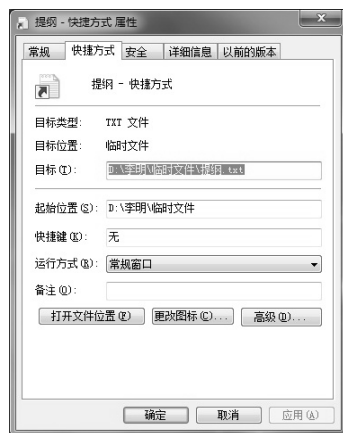 提纲 - 快捷方式 属性
常规 快捷方式 安全 详细信息 以前的版本
提纲 - 快捷方式
目标类型: TXT 文件
目标位置: 临时文件
目标(T): D:\李明\临时文件\提纲.txt
起始位置(S): D:\李明\临时文件
快捷键(K): 无
运行方式(R): 常规窗口
备注(O):
打开文件位置(F) 更改图标(C)... 高级(D)...
确定 取消 应用(A)